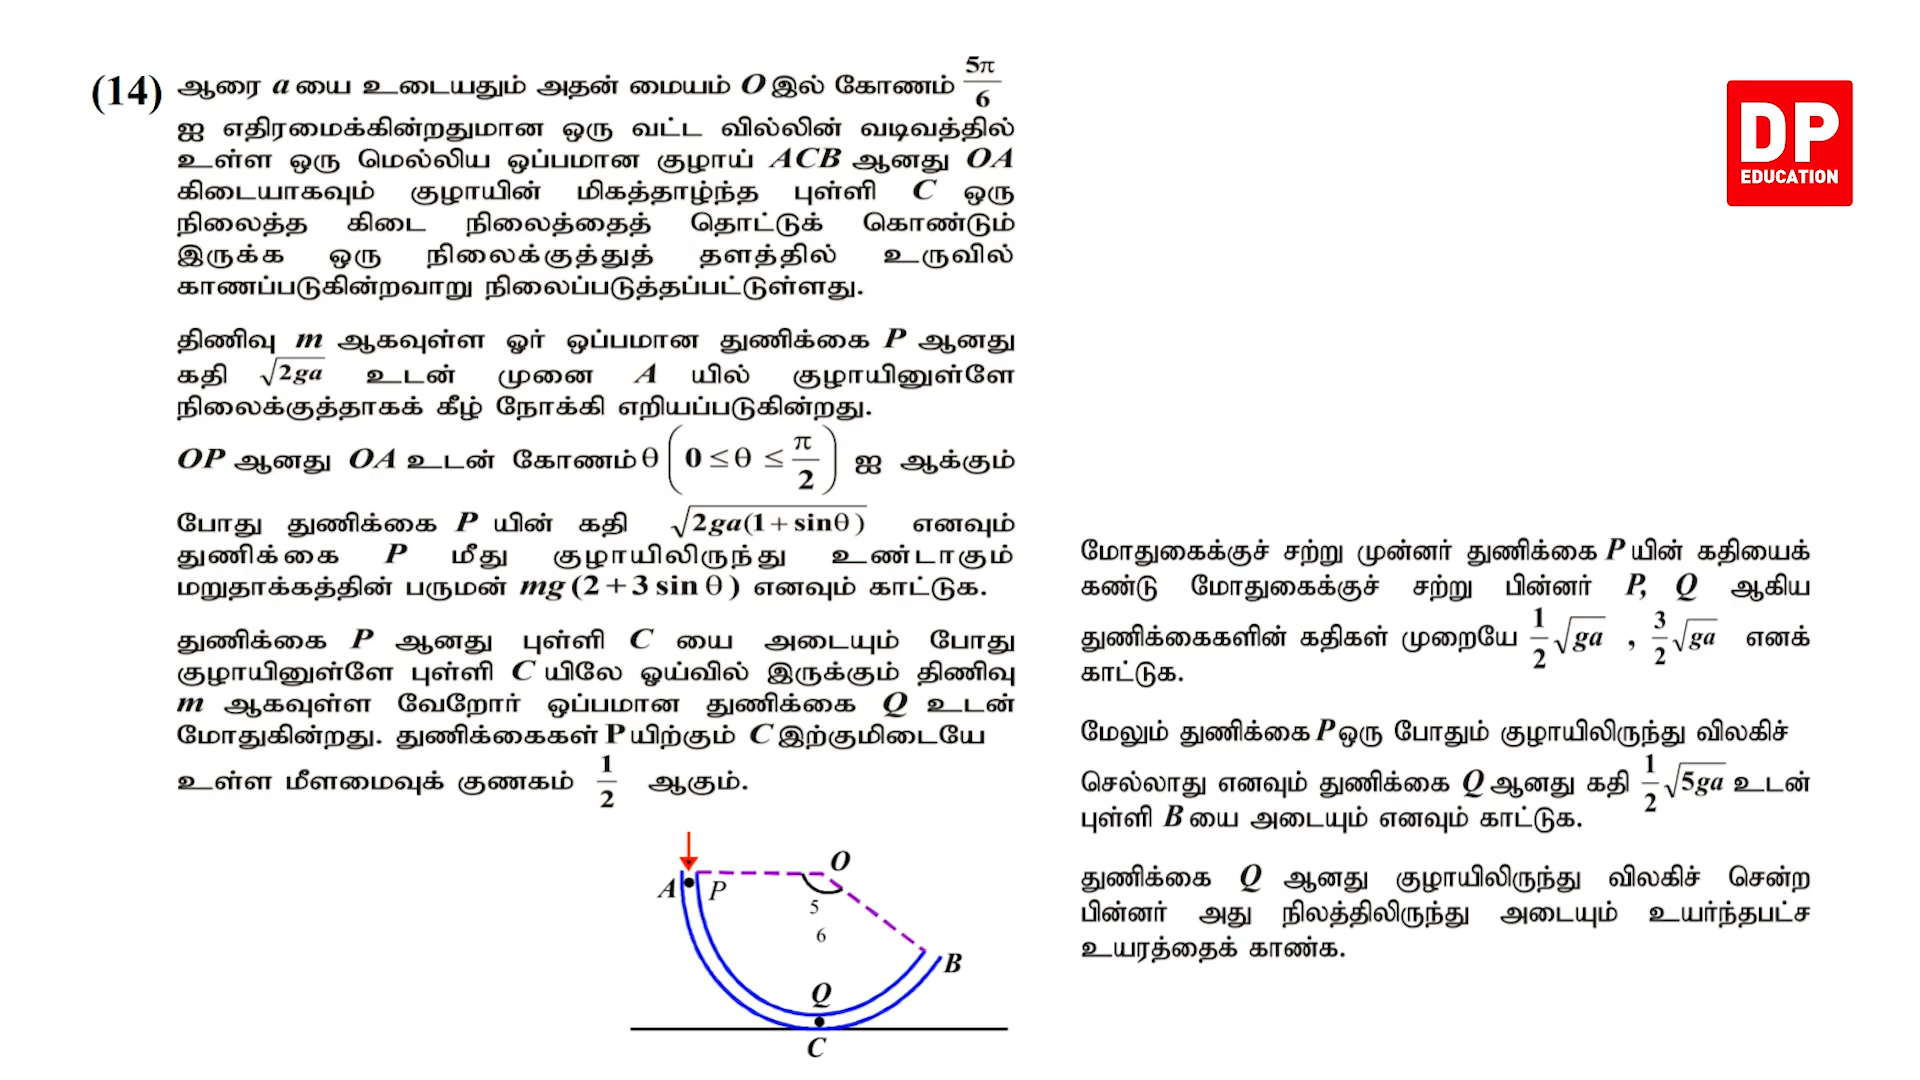 (14) ஆரை a யை உடையதும் அதன் மையம் O இல் கோணம் 5π/6
ஐ எதிரமைக்கின்றதுமான ஒரு வட்ட வில்லின் வடிவத்தில்
உள்ள ஒரு மெல்லிய ஒப்பமான குழாய் ACB ஆனது OA
கிடையாகவும் குழாயின் மிகத்தாழ்ந்த புள்ளி C ஒரு
நிலைத்த கிடை நிலைத்தைத் தொட்டுக் கொண்டும்
இருக்க ஒரு நிலைக்குத்துத் தளத்தில் உருவில்
காணப்படுகின்றவாறு நிலைப்படுத்தப்பட்டுள்ளது.
திணிவு m ஆகவுள்ள ஓர் ஒப்பமான துணிக்கை P ஆனது
கதி √2ga உடன் முனை A யில் குழாயினுள்ளே
நிலைக்குத்தாகக் கீழ் நோக்கி எறியப்படுகின்றது.
OP ஆனது OA உடன் கோணம் θ (0 ≤ θ ≤ π/2) ஐ ஆக்கும்
போது துணிக்கை P யின் கதி √2ga(1+sinθ) எனவும்
துணிக்கை P மீது குழாயிலிருந்து உண்டாகும்
மறுதாக்கத்தின் பருமன் mg (2+3 sin θ) எனவும் காட்டுக.
துணிக்கை P ஆனது புள்ளி C யை அடையும் போது
குழாயினுள்ளே புள்ளி C யிலே ஓய்வில் இருக்கும் திணிவு
m ஆகவுள்ள வேறோர் ஒப்பமான துணிக்கை Q உடன்
மோதுகின்றது. துணிக்கைகள் P யிற்கும் C இற்குமிடையே
உள்ள மீளமைவுக் குணகம் 1/2 ஆகும்.
A
P
O
5
6
B
Q
C
DP
EDUCATION
மோதுகைக்குச் சற்று முன்னர் துணிக்கை P யின் கதியைக்
கண்டு மோதுகைக்குச் சற்று பின்னர் P, Q ஆகிய
துணிக்கைகளின் கதிகள் முறையே 1/2 √ga , 3/2 √ga எனக்
காட்டுக.
மேலும் துணிக்கை P ஒரு போதும் குழாயிலிருந்து விலகிச்
செல்லாது எனவும் துணிக்கை Q ஆனது கதி 1/2 √5ga உடன்
புள்ளி B யை அடையும் எனவும் காட்டுக.
துணிக்கை Q ஆனது குழாயிலிருந்து விலகிச் சென்ற
பின்னர் அது நிலத்திலிருந்து அடையும் உயர்ந்தபட்ச
உயரத்தைக் காண்க.